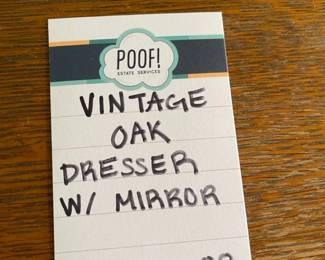 POOF!
ESTATE SERVICES
VINTAGE
OAK
DRESSER
W/ MIRROR